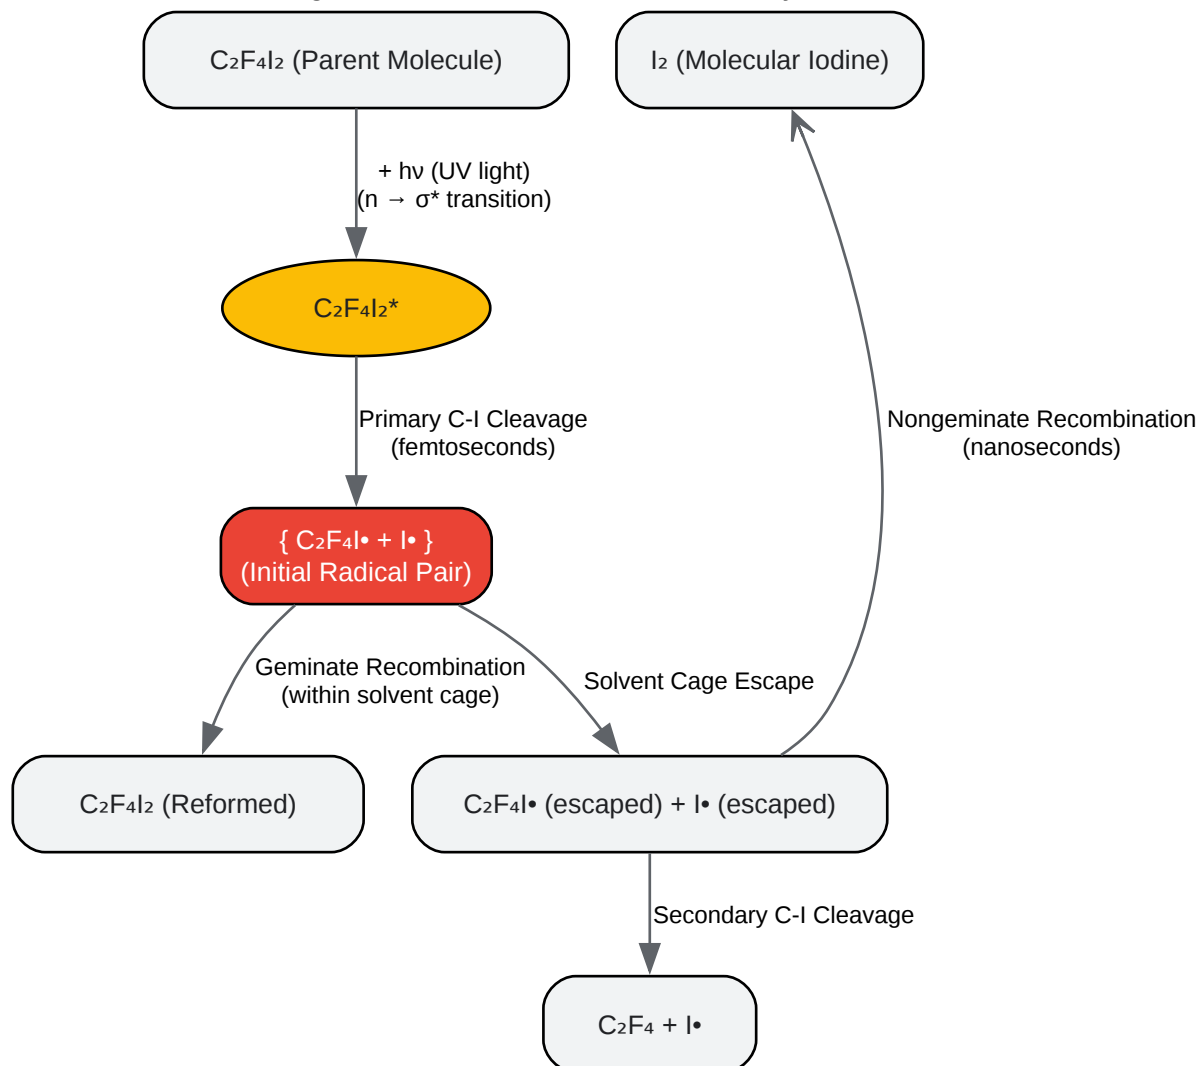 C₂F₄I₂ (Parent Molecule)
I₂ (Molecular Iodine)
+ hν (UV light)
(n → σ* transition)
C₂F₄I₂*
Primary C-I Cleavage
(femtoseconds)
Nongeminate Recombination
(nanoseconds)
{ C₂F₄I• + I• }
(Initial Radical Pair)
Geminate Recombination
(within solvent cage)
Solvent Cage Escape
C₂F₄I₂ (Reformed)
C₂F₄I• (escaped) + I• (escaped)
Secondary C-I Cleavage
C₂F₄ + I•